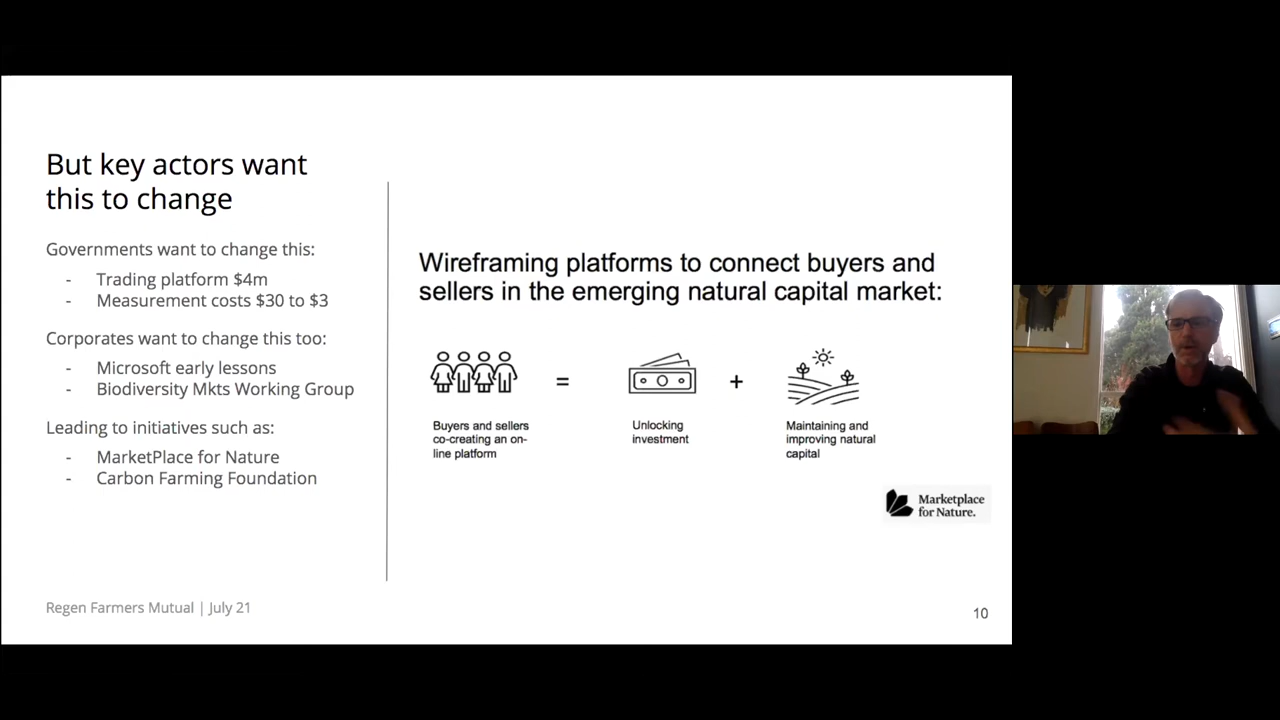 But key actors want
this to change
Governments want to change this:
- Trading platform $4m
- Measurement costs $30 to $3
Corporates want to change this too:
- Microsoft early lessons
- Biodiversity Mkts Working Group
Leading to initiatives such as:
- MarketPlace for Nature
- Carbon Farming Foundation
Wireframing platforms to connect buyers and
sellers in the emerging natural capital market:
=
+
Buyers and sellers
co-creating an on-
line platform
Unlocking
investment
Maintaining and
improving natural
capital
Marketplace
for Nature.
Regen Farmers Mutual | July 21
10